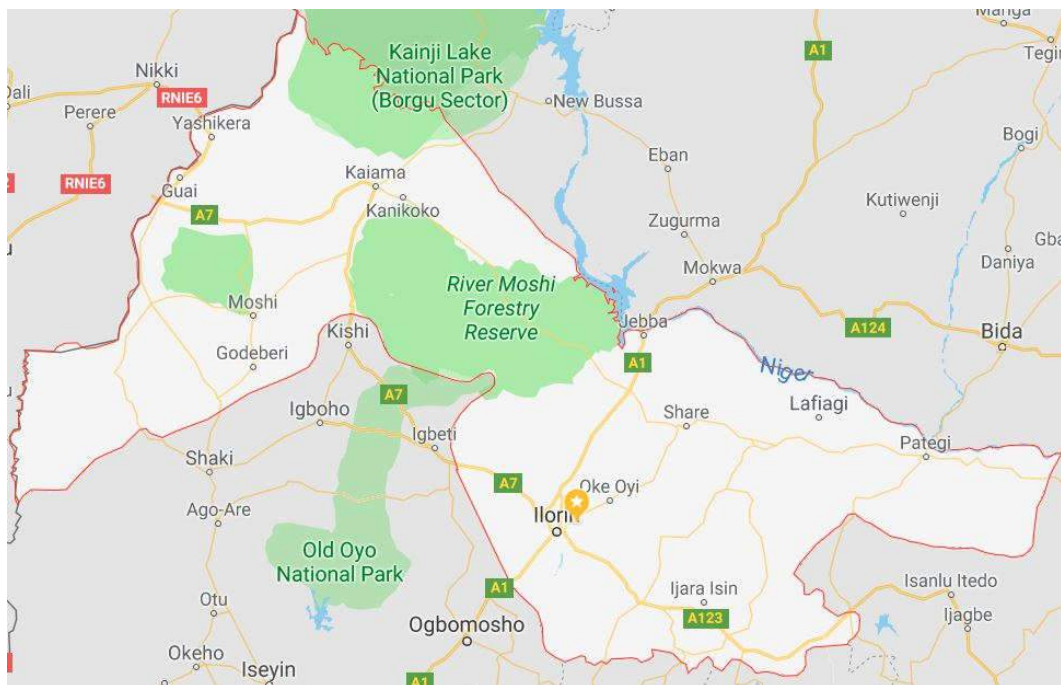 Manga
Tegin
Kainji Lake
National Park
(Borgu Sector)
A1
Nikki
RNIE6
Dali
Perere
New Bussa
Yashikera
Bogi
Eban
RNIE6
Guai
Kaiama
Kanikoko
Kutiwenji
A7
Zugurma
Gba
Daniya
Mokwa
River Moshi
Forestry
Reserve
Moshi
Jebba
Kishi
A124
Bida
Godeberi
A1
Niger
A7
Igboho
Share
Lafiagi
Igbeti
Pategi
Shaki
A7
Oke Oyi
Ago-Are
Ilorin
Old Oyo
National Park
A1
Ijara Isin
Isanlu Itedo
Otu
A123
Ijagbe
Ogbomosho
Okeho
Iseyin
A1